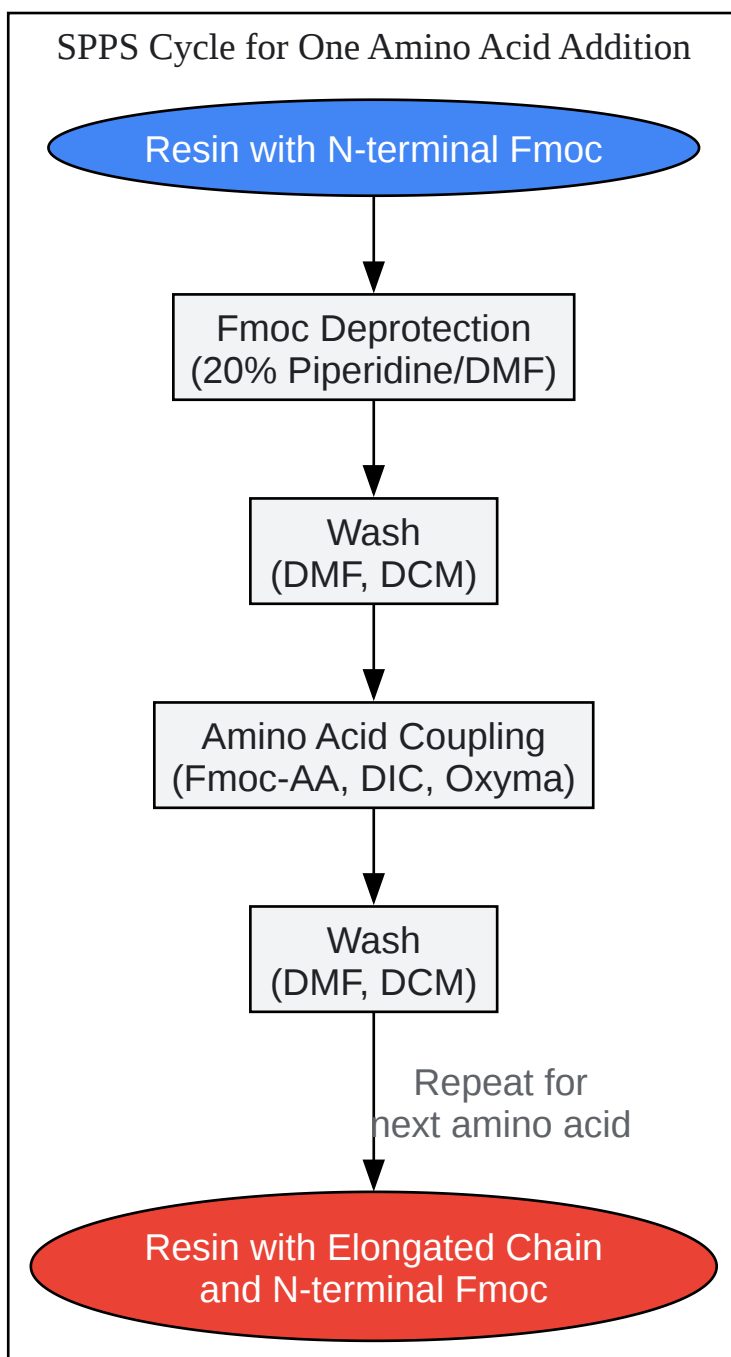 SPPS Cycle for One Amino Acid Addition
Resin with N-terminal Fmoc
Fmoc Deprotection
(20% Piperidine/DMF)
Wash
(DMF, DCM)
Amino Acid Coupling
(Fmoc-AA, DIC, Oxyma)
Wash
(DMF, DCM)
Repeat for
next amino acid
Resin with Elongated Chain
and N-terminal Fmoc